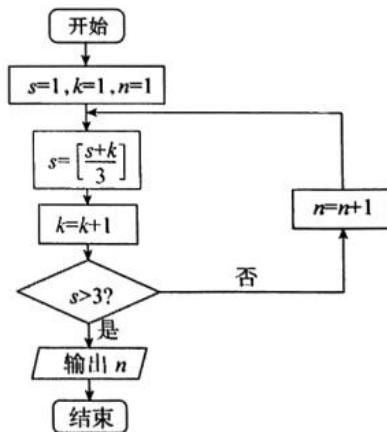 开始
s=1,k=1,n=1
s=[(s+k)/3]
k=k+1
n=n+1
s>3?
否
是
输出 n
结束